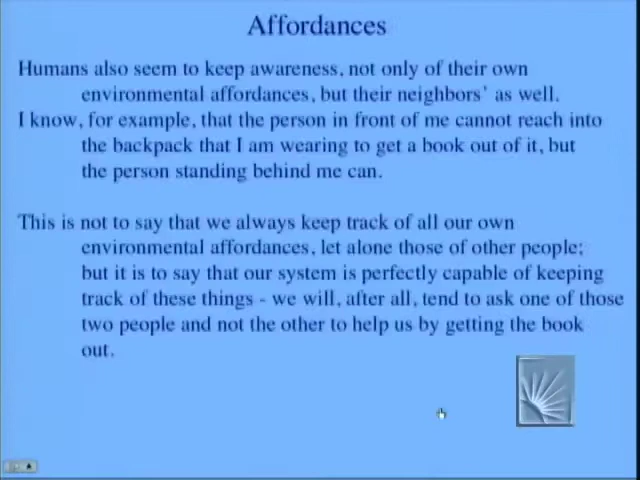 Affordances
Humans also seem to keep awareness, not only of their own
environmental affordances, but their neighbors' as well.
I know, for example, that the person in front of me cannot reach into
the backpack that I am wearing to get a book out of it, but
the person standing behind me can.
This is not to say that we always keep track of all our own
environmental affordances, let alone those of other people;
but it is to say that our system is perfectly capable of keeping
track of these things - we will, after all, tend to ask one of those
two people and not the other to help us by getting the book
out.